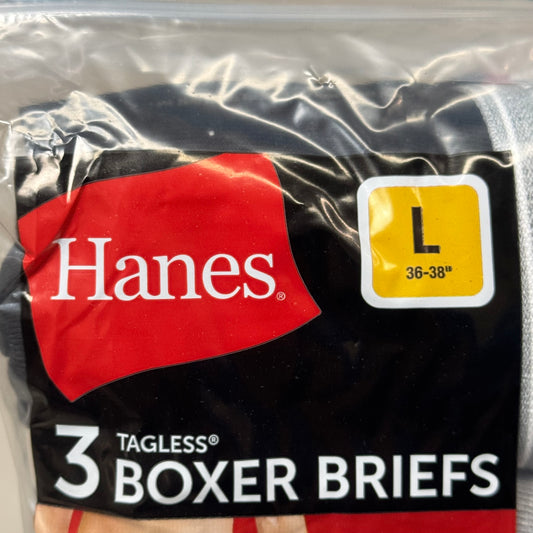 Hanes®
L
36-38"
3 TAGLESS®
BOXER BRIEFS